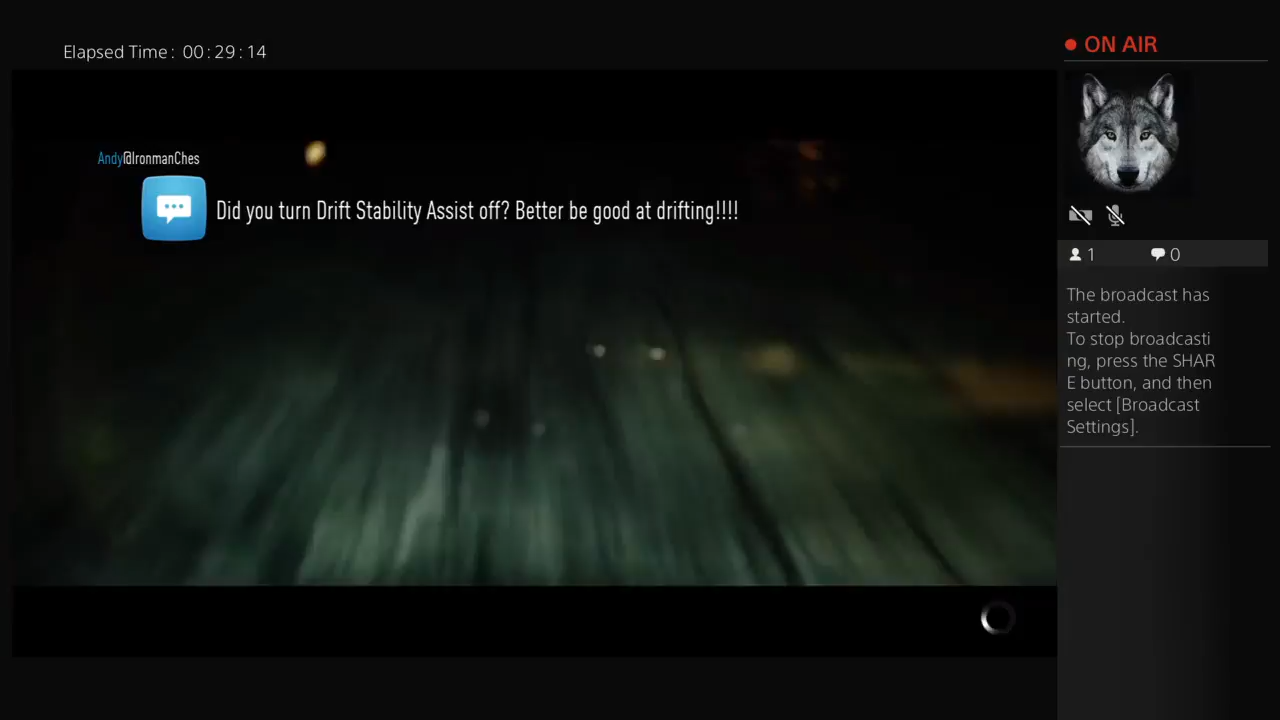 Elapsed Time: 00:29:14
ON AIR
Andy@IronmanChes
Did you turn Drift Stability Assist off? Better be good at drifting!!!!
1 0
The broadcast has
started.
To stop broadcasti
ng, press the SHAR
E button, and then
select [Broadcast
Settings].